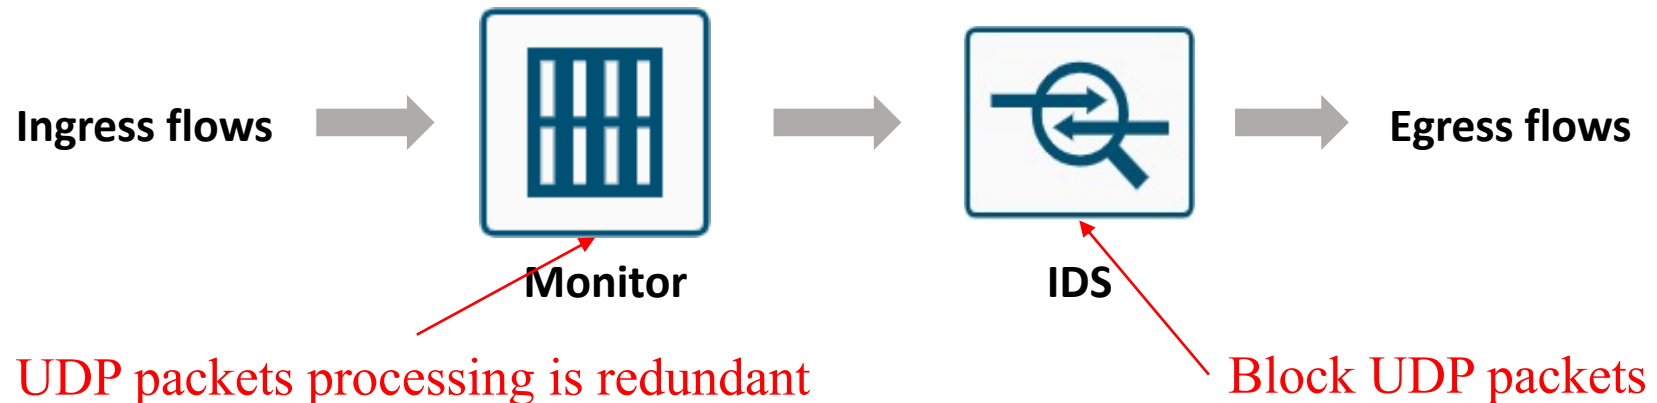 Ingress flows
Egress flows
Monitor
IDS
UDP packets processing is redundant
Block UDP packets